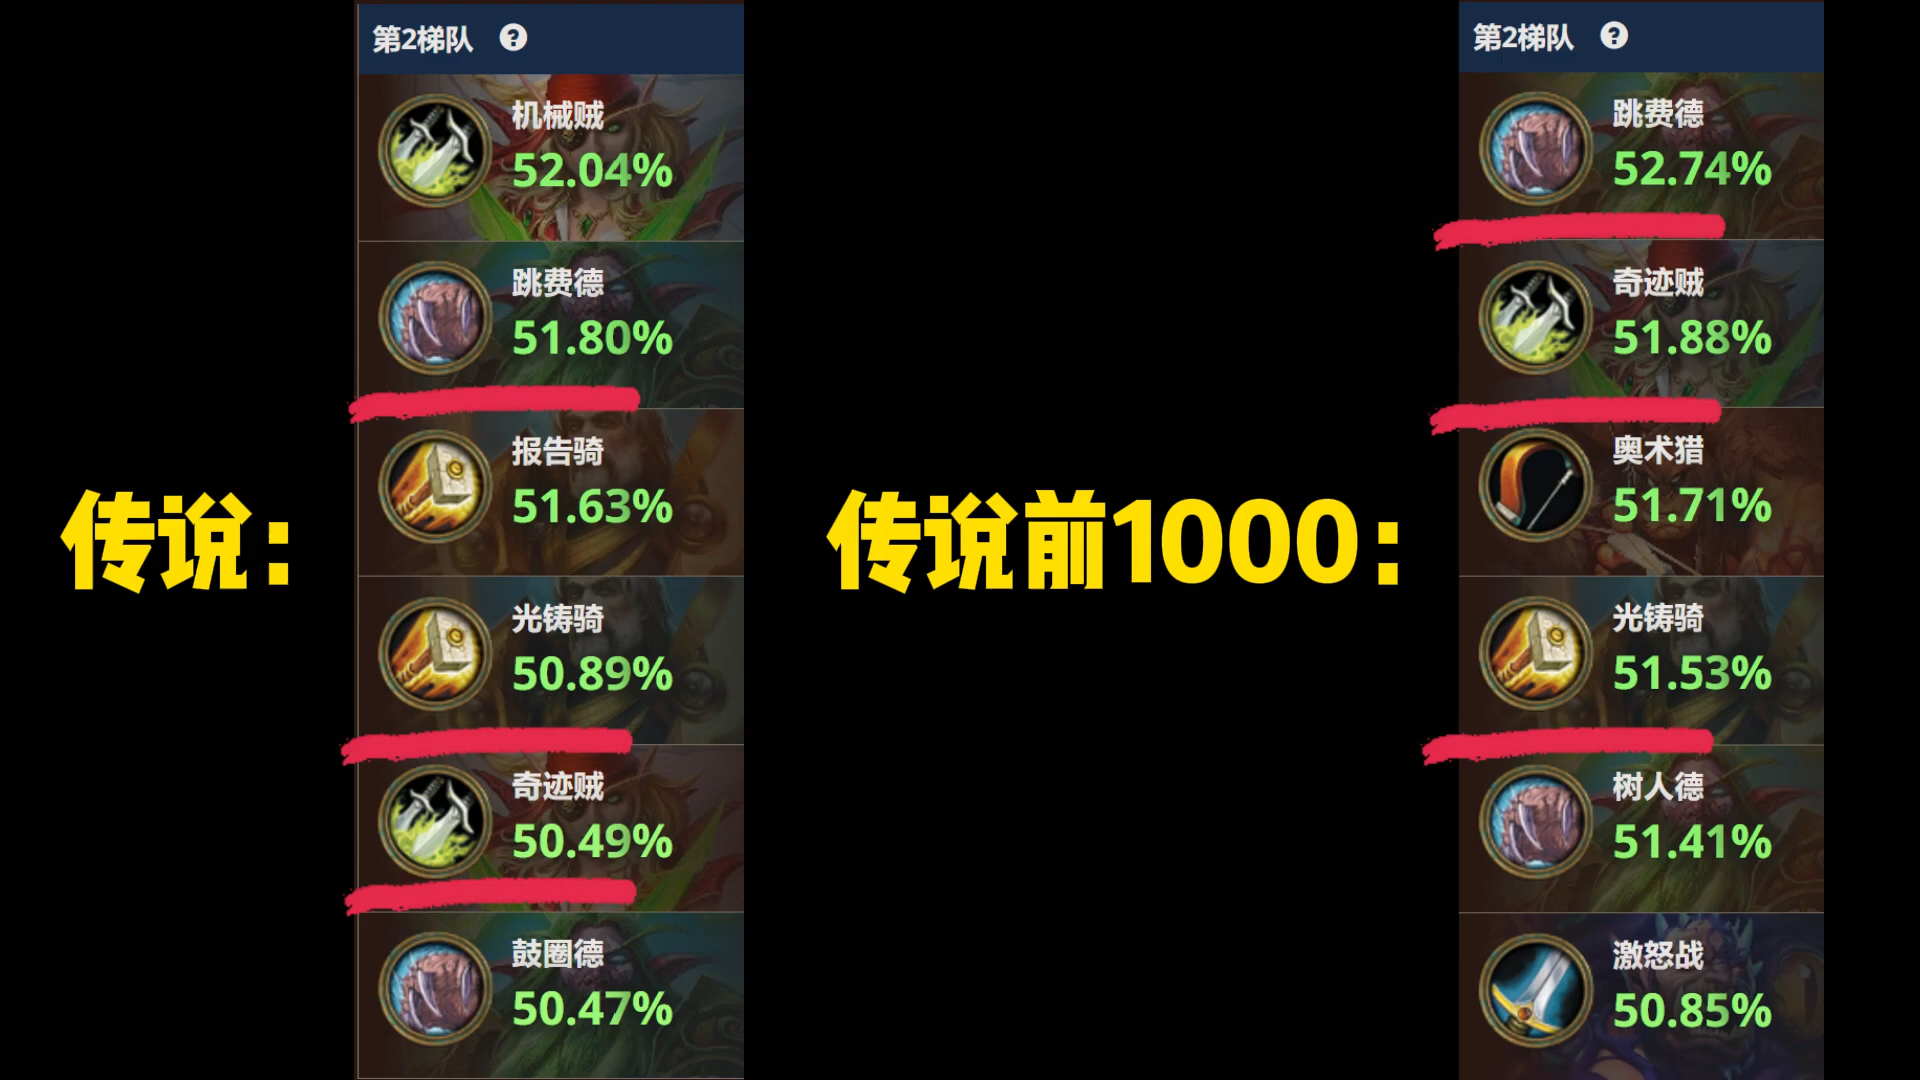 传说：
第2梯队
机械贼
52.04%
跳费德
51.80%
报告骑
51.63%
光铸骑
50.89%
奇迹贼
50.49%
鼓圈德
50.47%
传说前1000：
第2梯队
跳费德
52.74%
奇迹贼
51.88%
奥术猎
51.71%
光铸骑
51.53%
树人德
51.41%
激怒战
50.85%